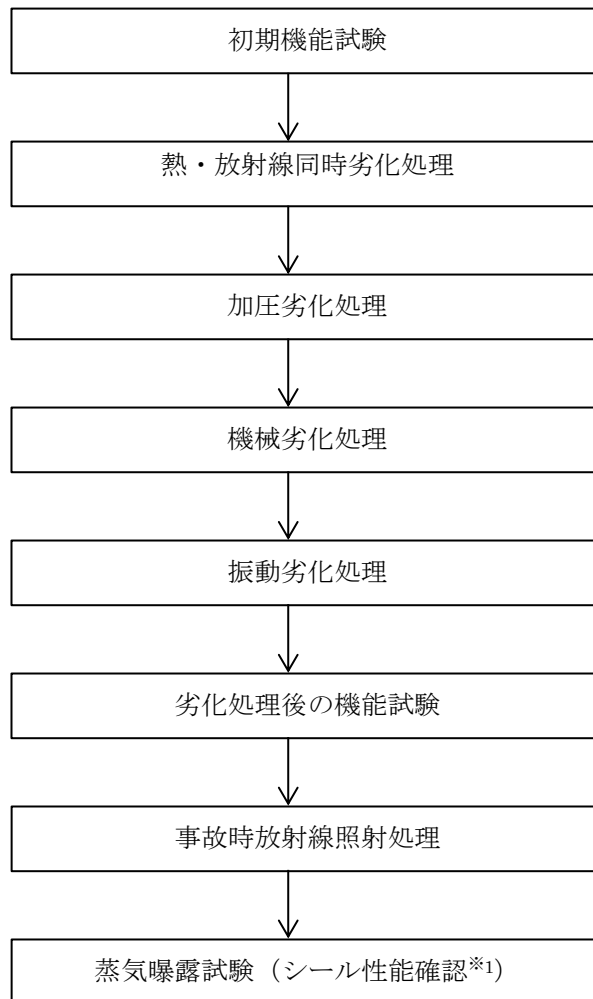 初期機能試験
熱・放射線同時劣化処理
加圧劣化処理
機械劣化処理
振動劣化処理
劣化処理後の機能試験
事故時放射線照射処理
蒸気曝露試験（シール性能確認※1）